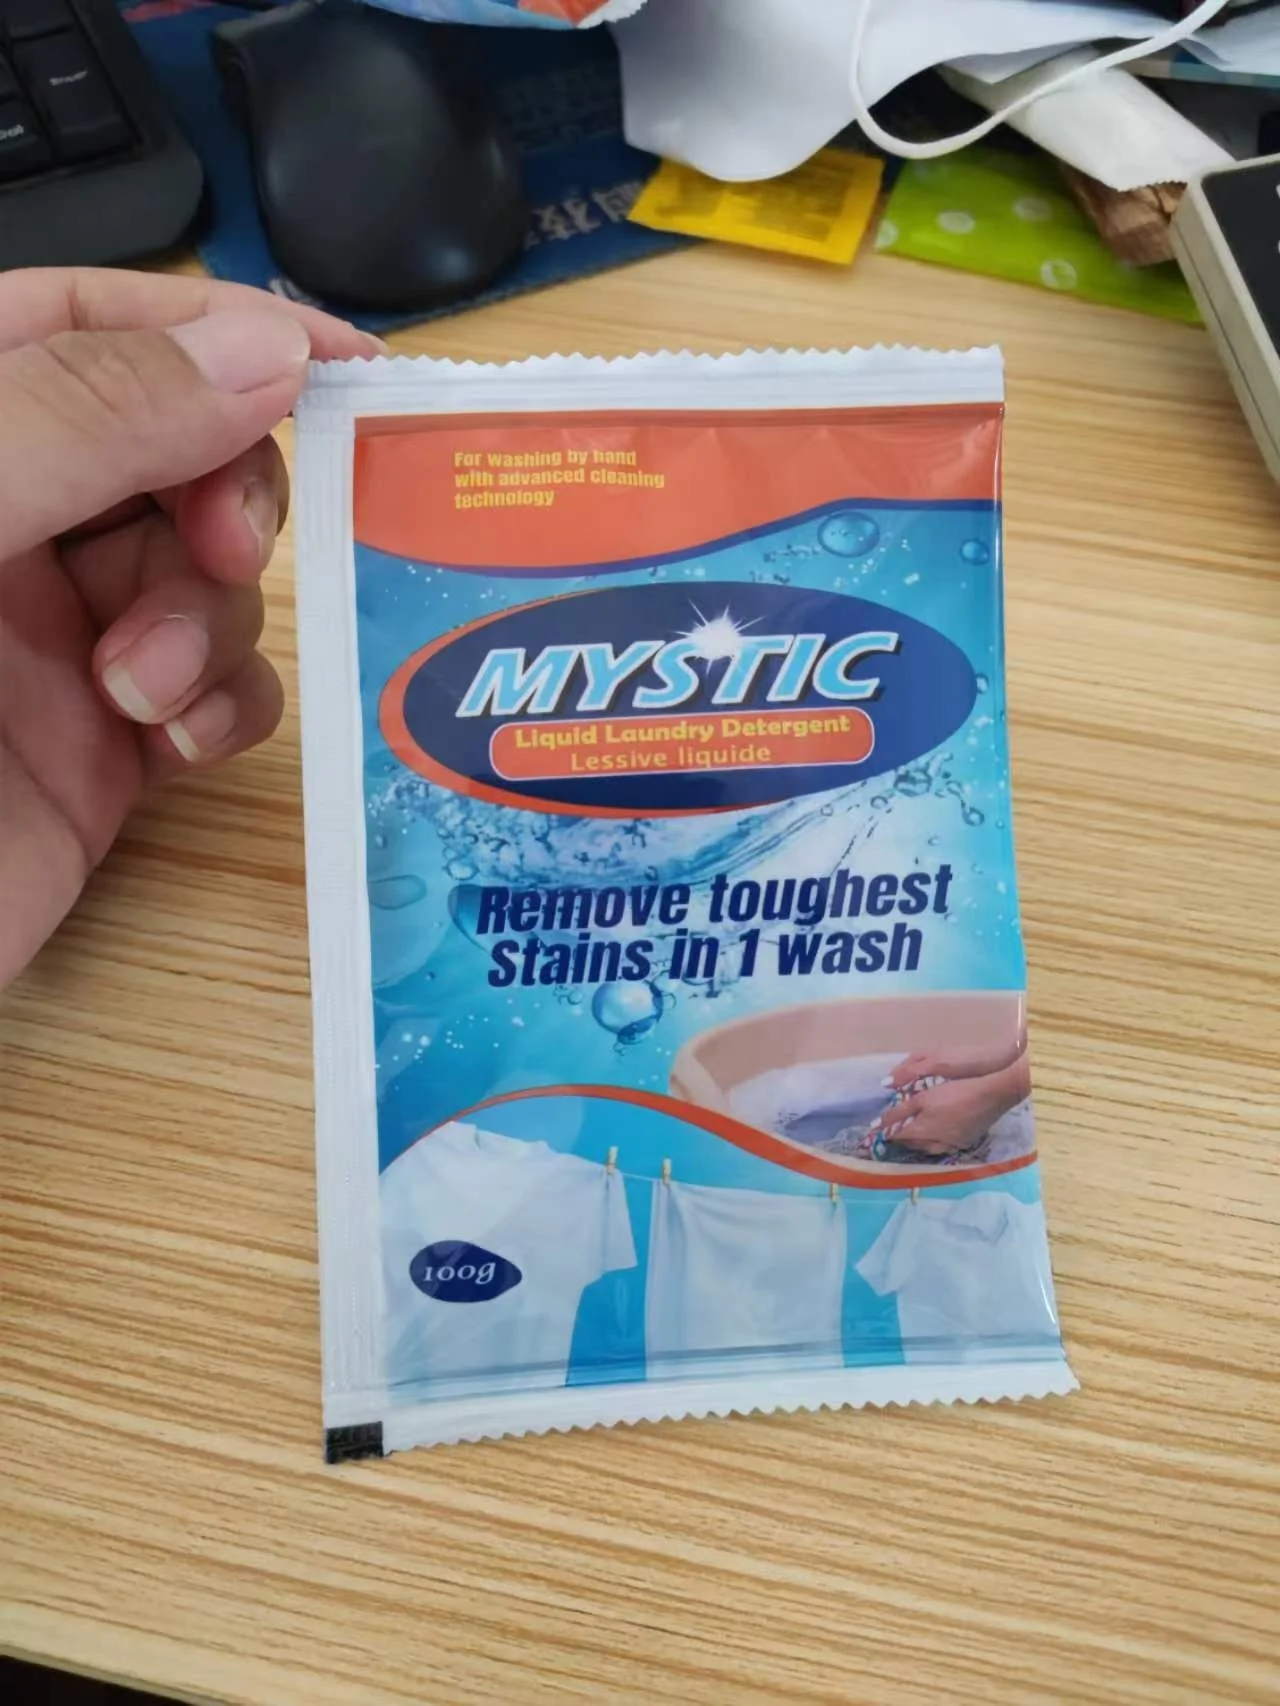 For washing by hand
with advanced cleaning
technology
MYSTIC
Liquid Laundry Detergent
Lessive liquide
Remove toughest
Stains in 1 wash
100g